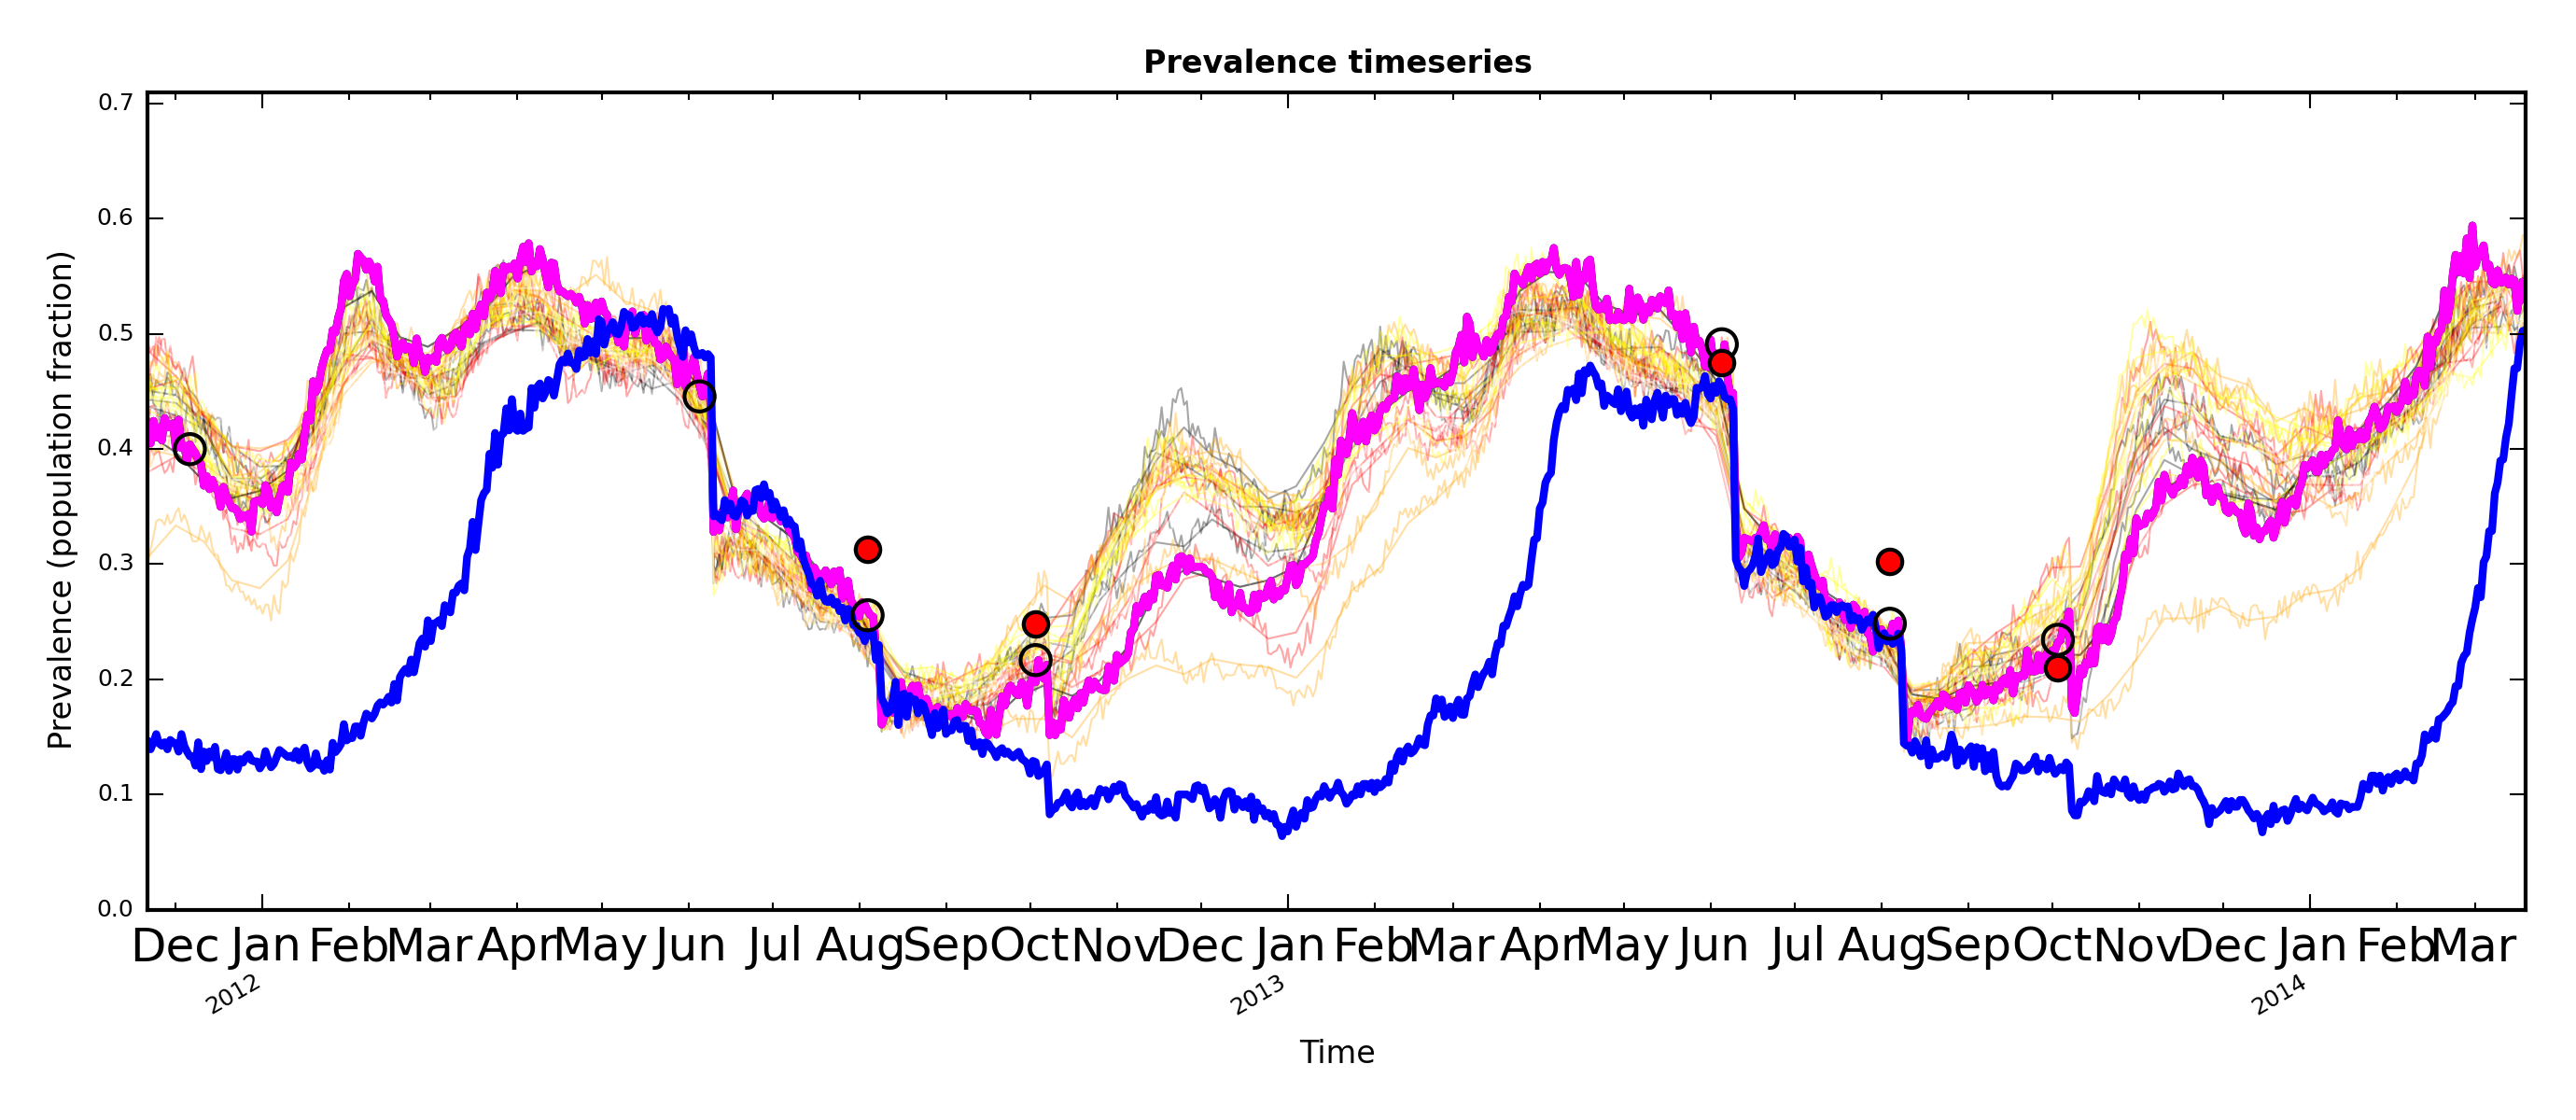 Prevalence timeseries
Prevalence (population fraction)
0.7
0.6
0.5
0.4
0.3
0.2
0.1
0.0
Dec Jan Feb Mar Apr May Jun Jul Aug Sep Oct Nov Dec Jan Feb Mar Apr May Jun Jul Aug Sep Oct Nov Dec Jan Feb Mar
2012 2013 2014
Time